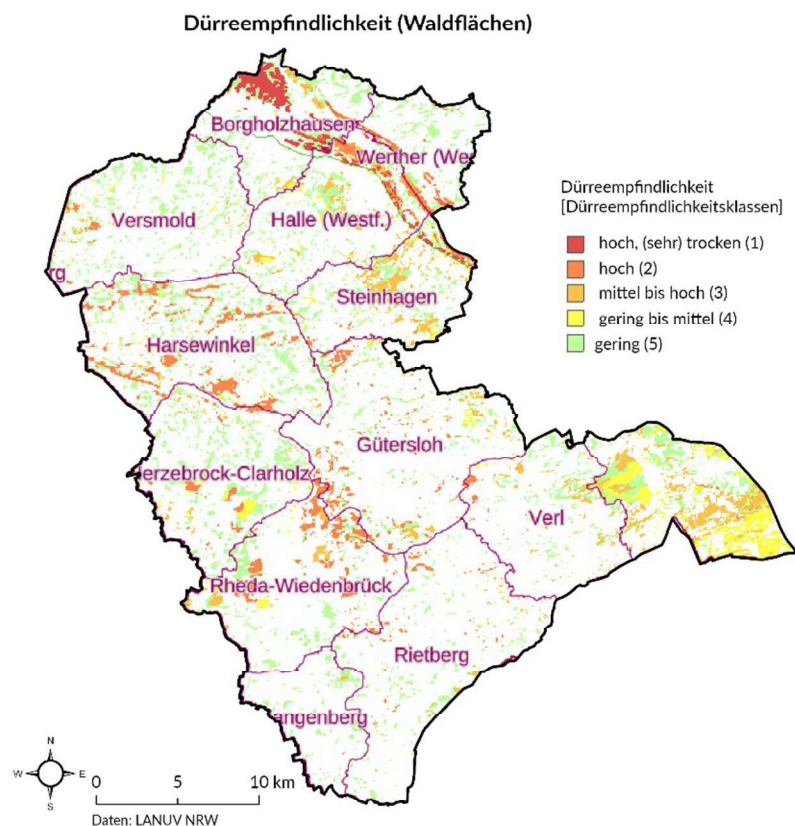 Dürreempfindlichkeit (Waldflächen)
Borgholzhausen
Werther (We
Versmold
Halle (Westf.)
rg
Steinhagen
Harsewinkel
Gütersloh
erzebrock-Clarholz
Verl
Rheda-Wiedenbrück
Rietberg
angenberg
Dürreempfindlichkeit
[Dürreempfindlichkeitsklassen]
hoch, (sehr) trocken (1)
hoch (2)
mittel bis hoch (3)
gering bis mittel (4)
gering (5)
N
W E
S
0 5 10 km
Daten: LANUV NRW